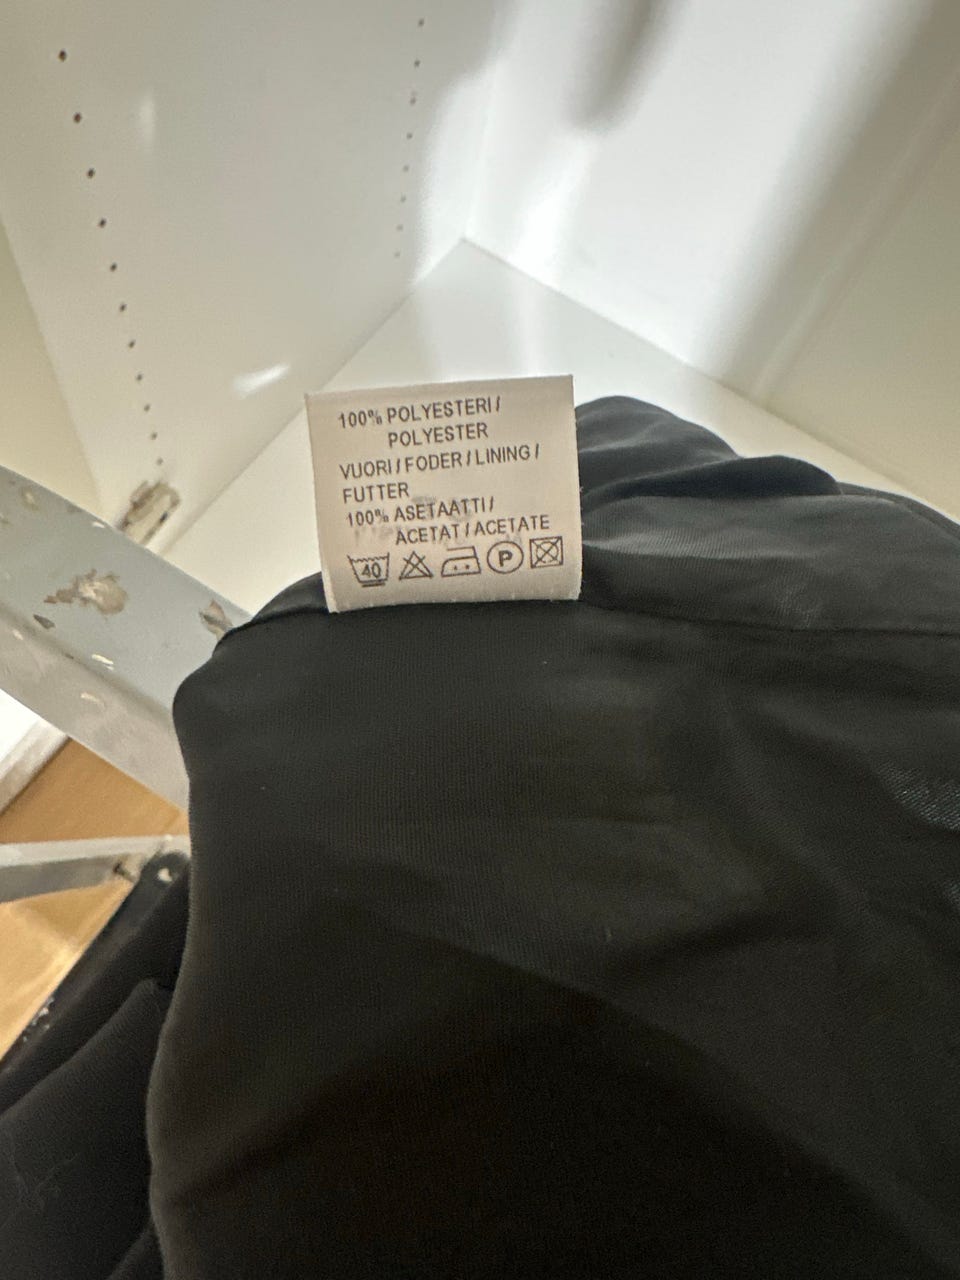 100% POLYESTERI /
POLYESTER
VUORI / FODER / LINING /
FUTTER
100% ASETAATTI /
ACETAT / ACETATE
40 P